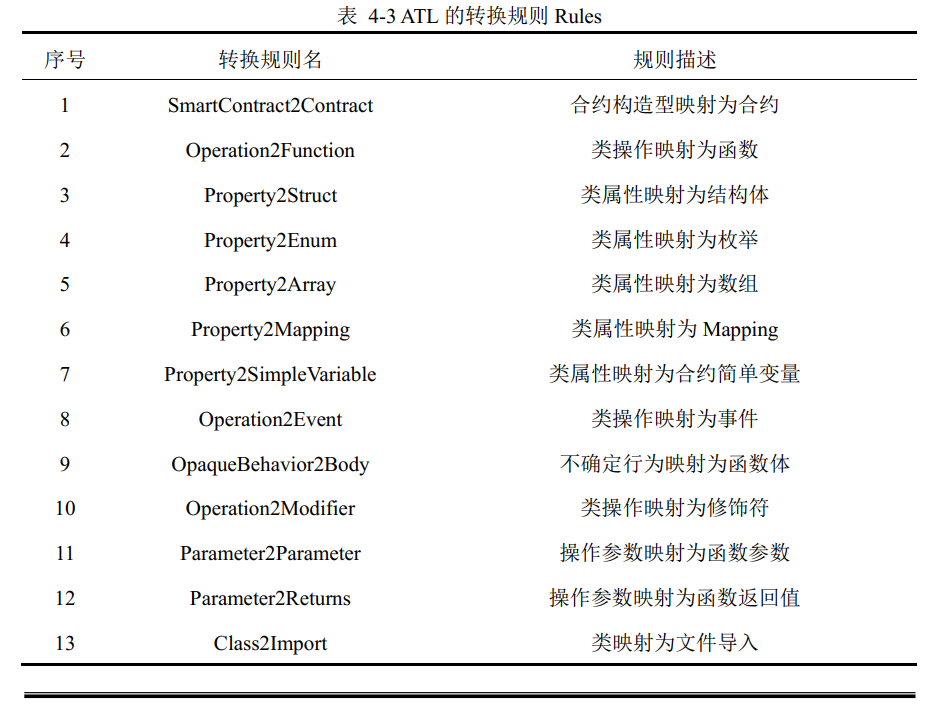 表 4-3 ATL 的转换规则 Rules
序号 转换规则名 规则描述
1 SmartContract2Contract 合约构造型映射为合约
2 Operation2Function 类操作映射为函数
3 Property2Struct 类属性映射为结构体
4 Property2Enum 类属性映射为枚举
5 Property2Array 类属性映射为数组
6 Property2Mapping 类属性映射为 Mapping
7 Property2SimpleVariable 类属性映射为合约简单变量
8 Operation2Event 类操作映射为事件
9 OpaqueBehavior2Body 不确定行为映射为函数体
10 Operation2Modifier 类操作映射为修饰符
11 Parameter2Parameter 操作参数映射为函数参数
12 Parameter2Returns 操作参数映射为函数返回值
13 Class2Import 类映射为文件导入